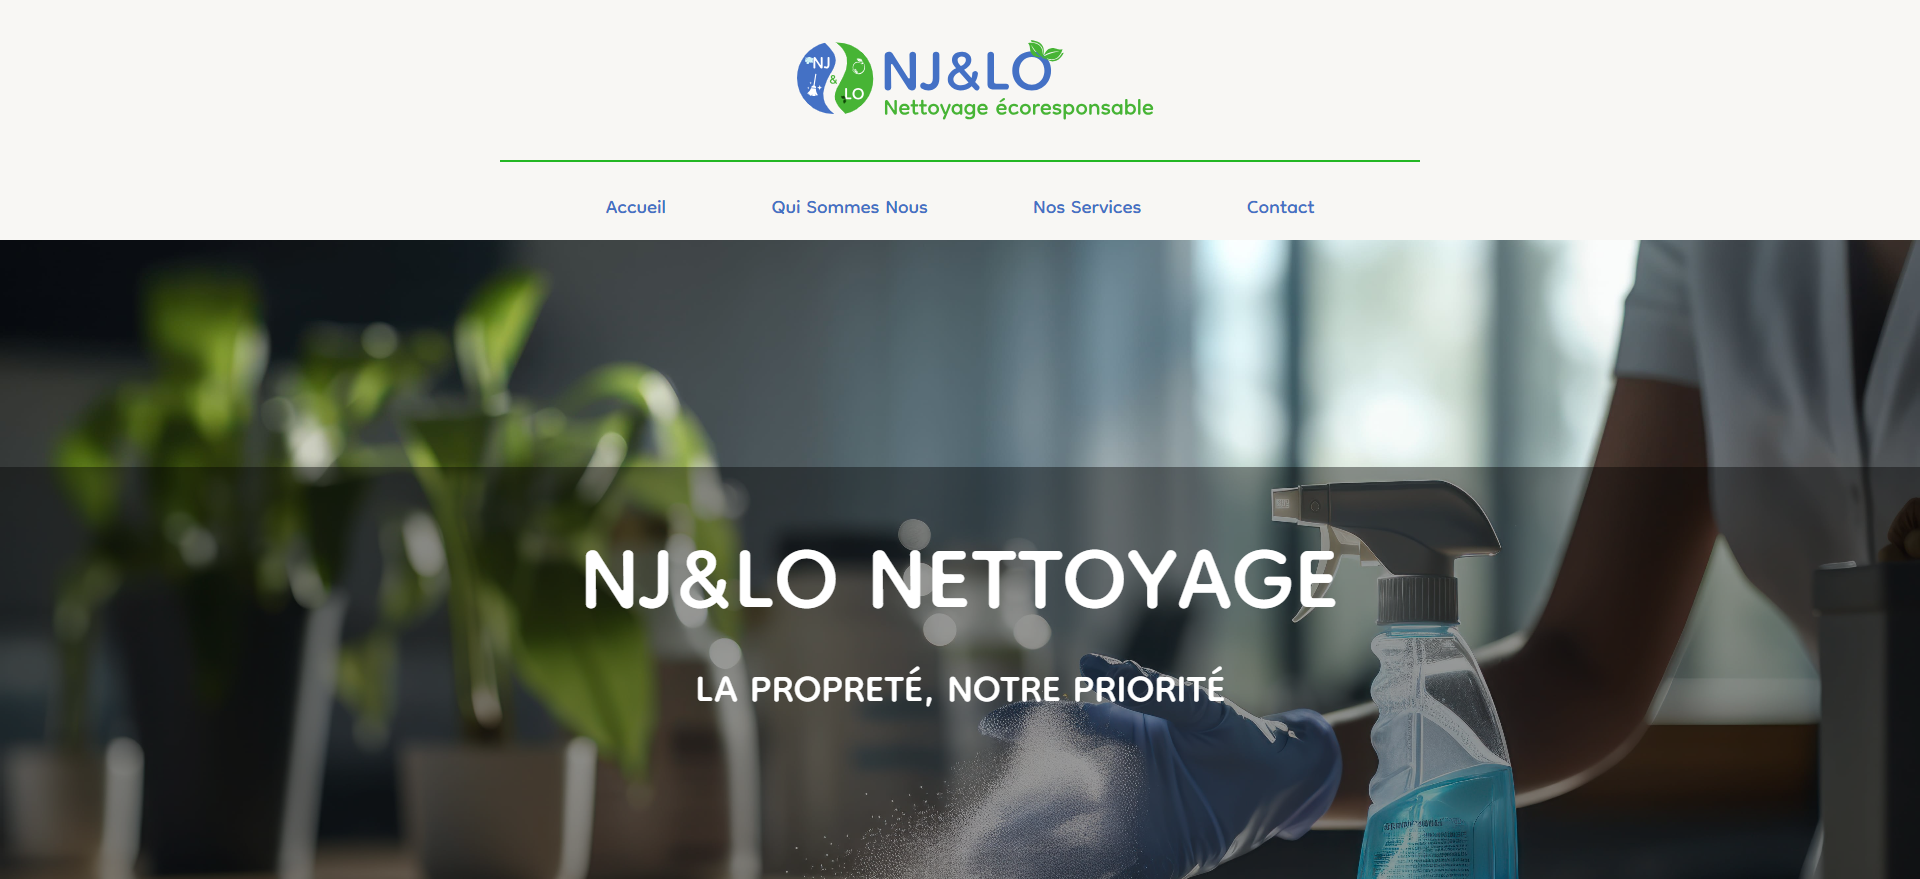 NJ
&
LO
NJ&LO
Nettoyage écoresponsable
Accueil
Qui Sommes Nous
Nos Services
Contact
NJ&LO NETTOYAGE
LA PROPRETÉ, NOTRE PRIORITÉ